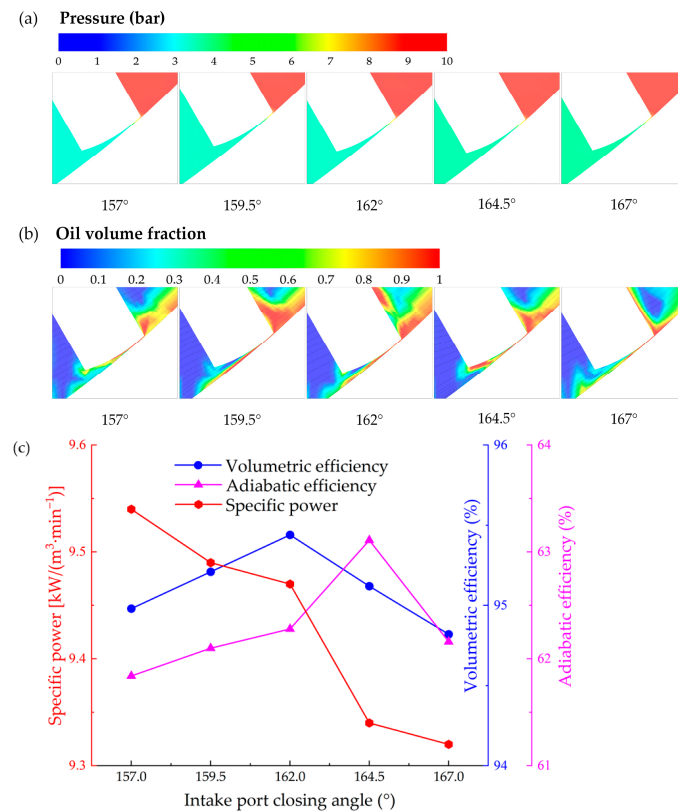 (a) Pressure (bar)
0 1 2 3 4 5 6 7 8 9 10
157° 159.5° 162° 164.5° 167°
(b) Oil volume fraction
0 0.1 0.2 0.3 0.4 0.5 0.6 0.7 0.8 0.9 1
157° 159.5° 162° 164.5° 167°
(c)
Volumetric efficiency
Adiabatic efficiency
Specific power
Specific power [kW/(m³·min⁻¹)]
9.6
9.5
9.4
9.3
Volumetric efficiency (%)
96
95
94
Adiabatic efficiency (%)
64
63
62
61
157.0 159.5 162.0 164.5 167.0
Intake port closing angle (°)